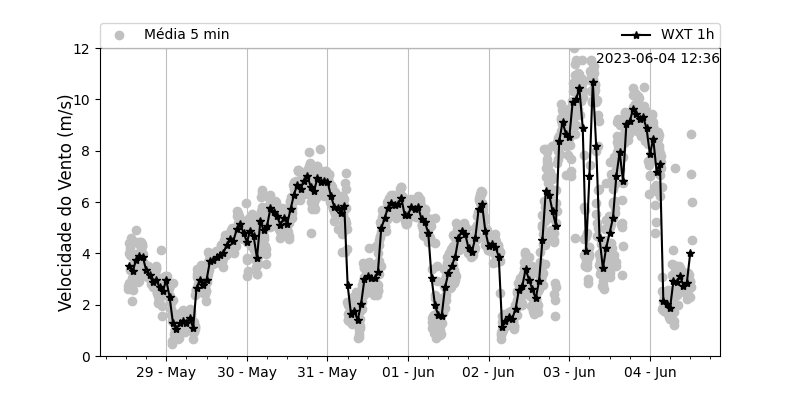 Média 5 min
WXT 1h
2023-06-04 12:36
Velocidade do Vento (m/s)
12
10
8
6
4
2
0
29 - May
30 - May
31 - May
01 - Jun
02 - Jun
03 - Jun
04 - Jun